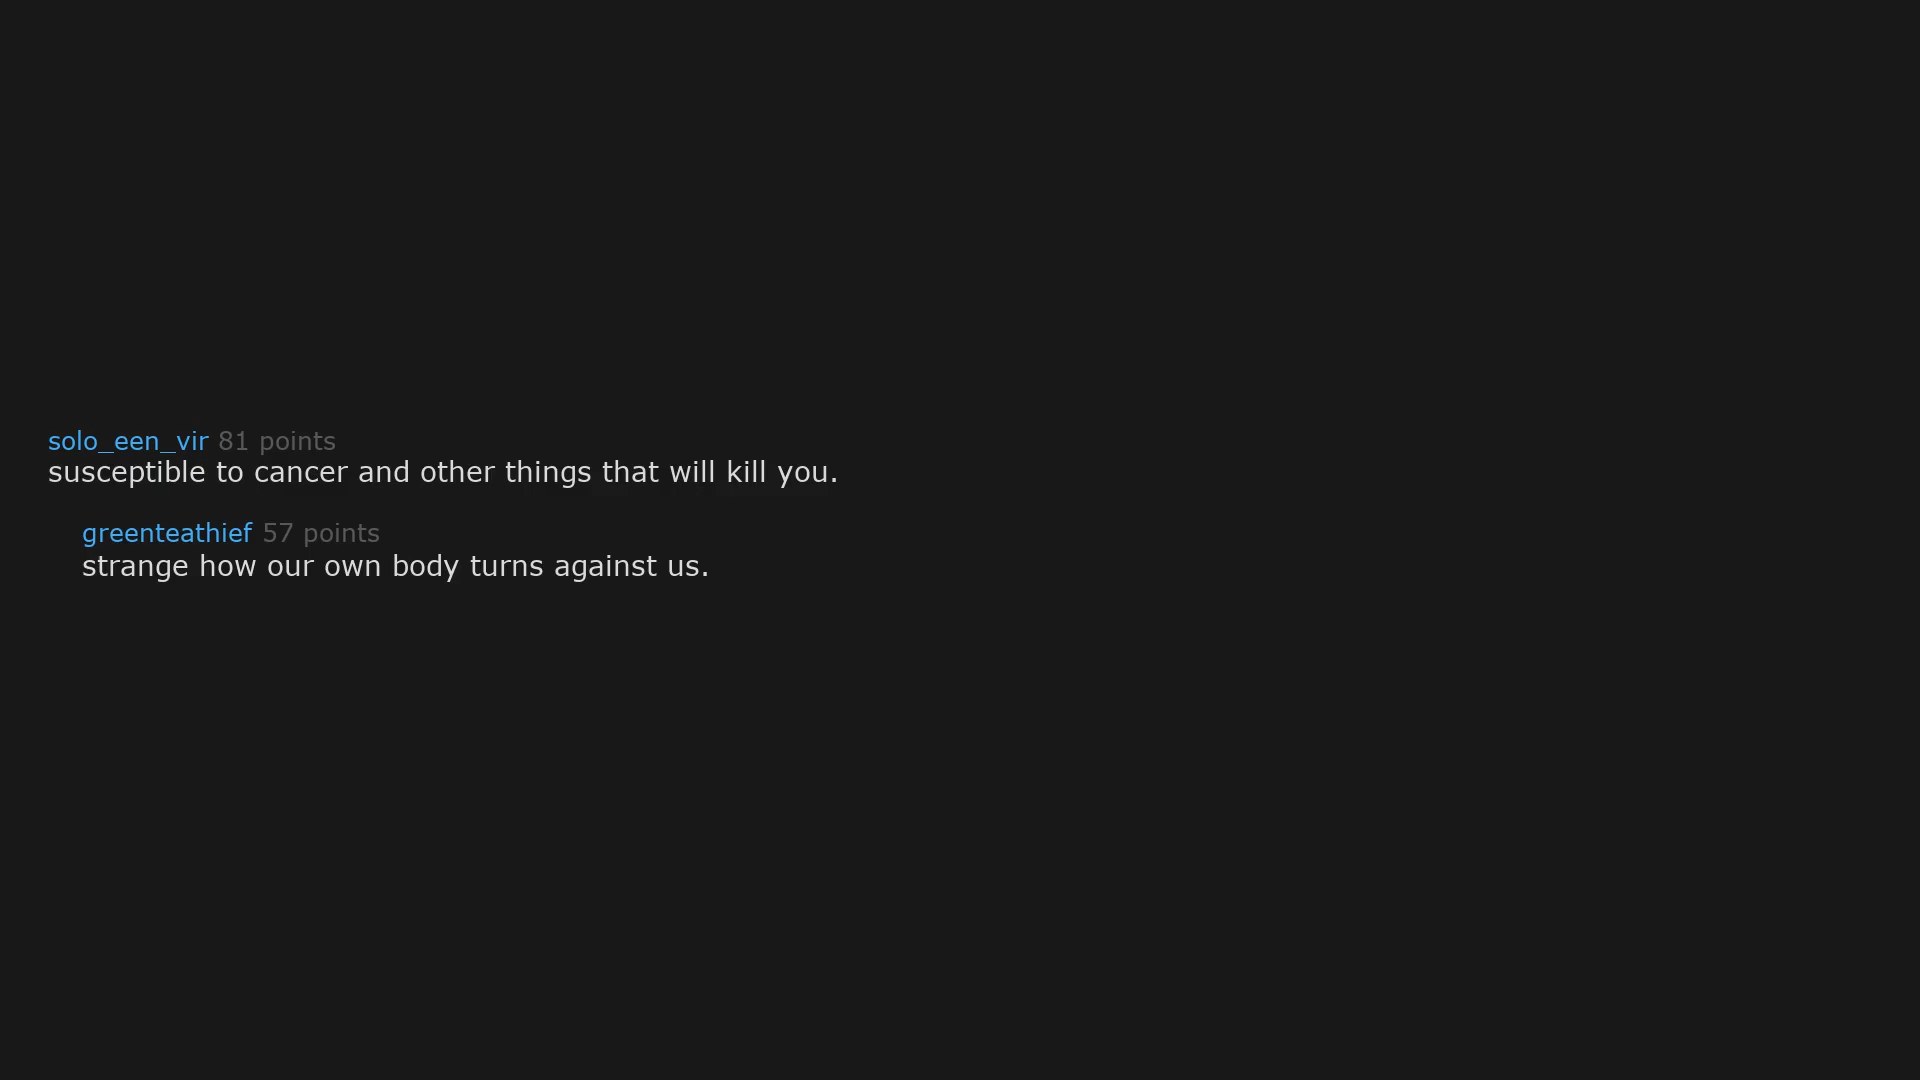 solo_een_vir 81 points
susceptible to cancer and other things that will kill you.
greenteathief 57 points
strange how our own body turns against us.